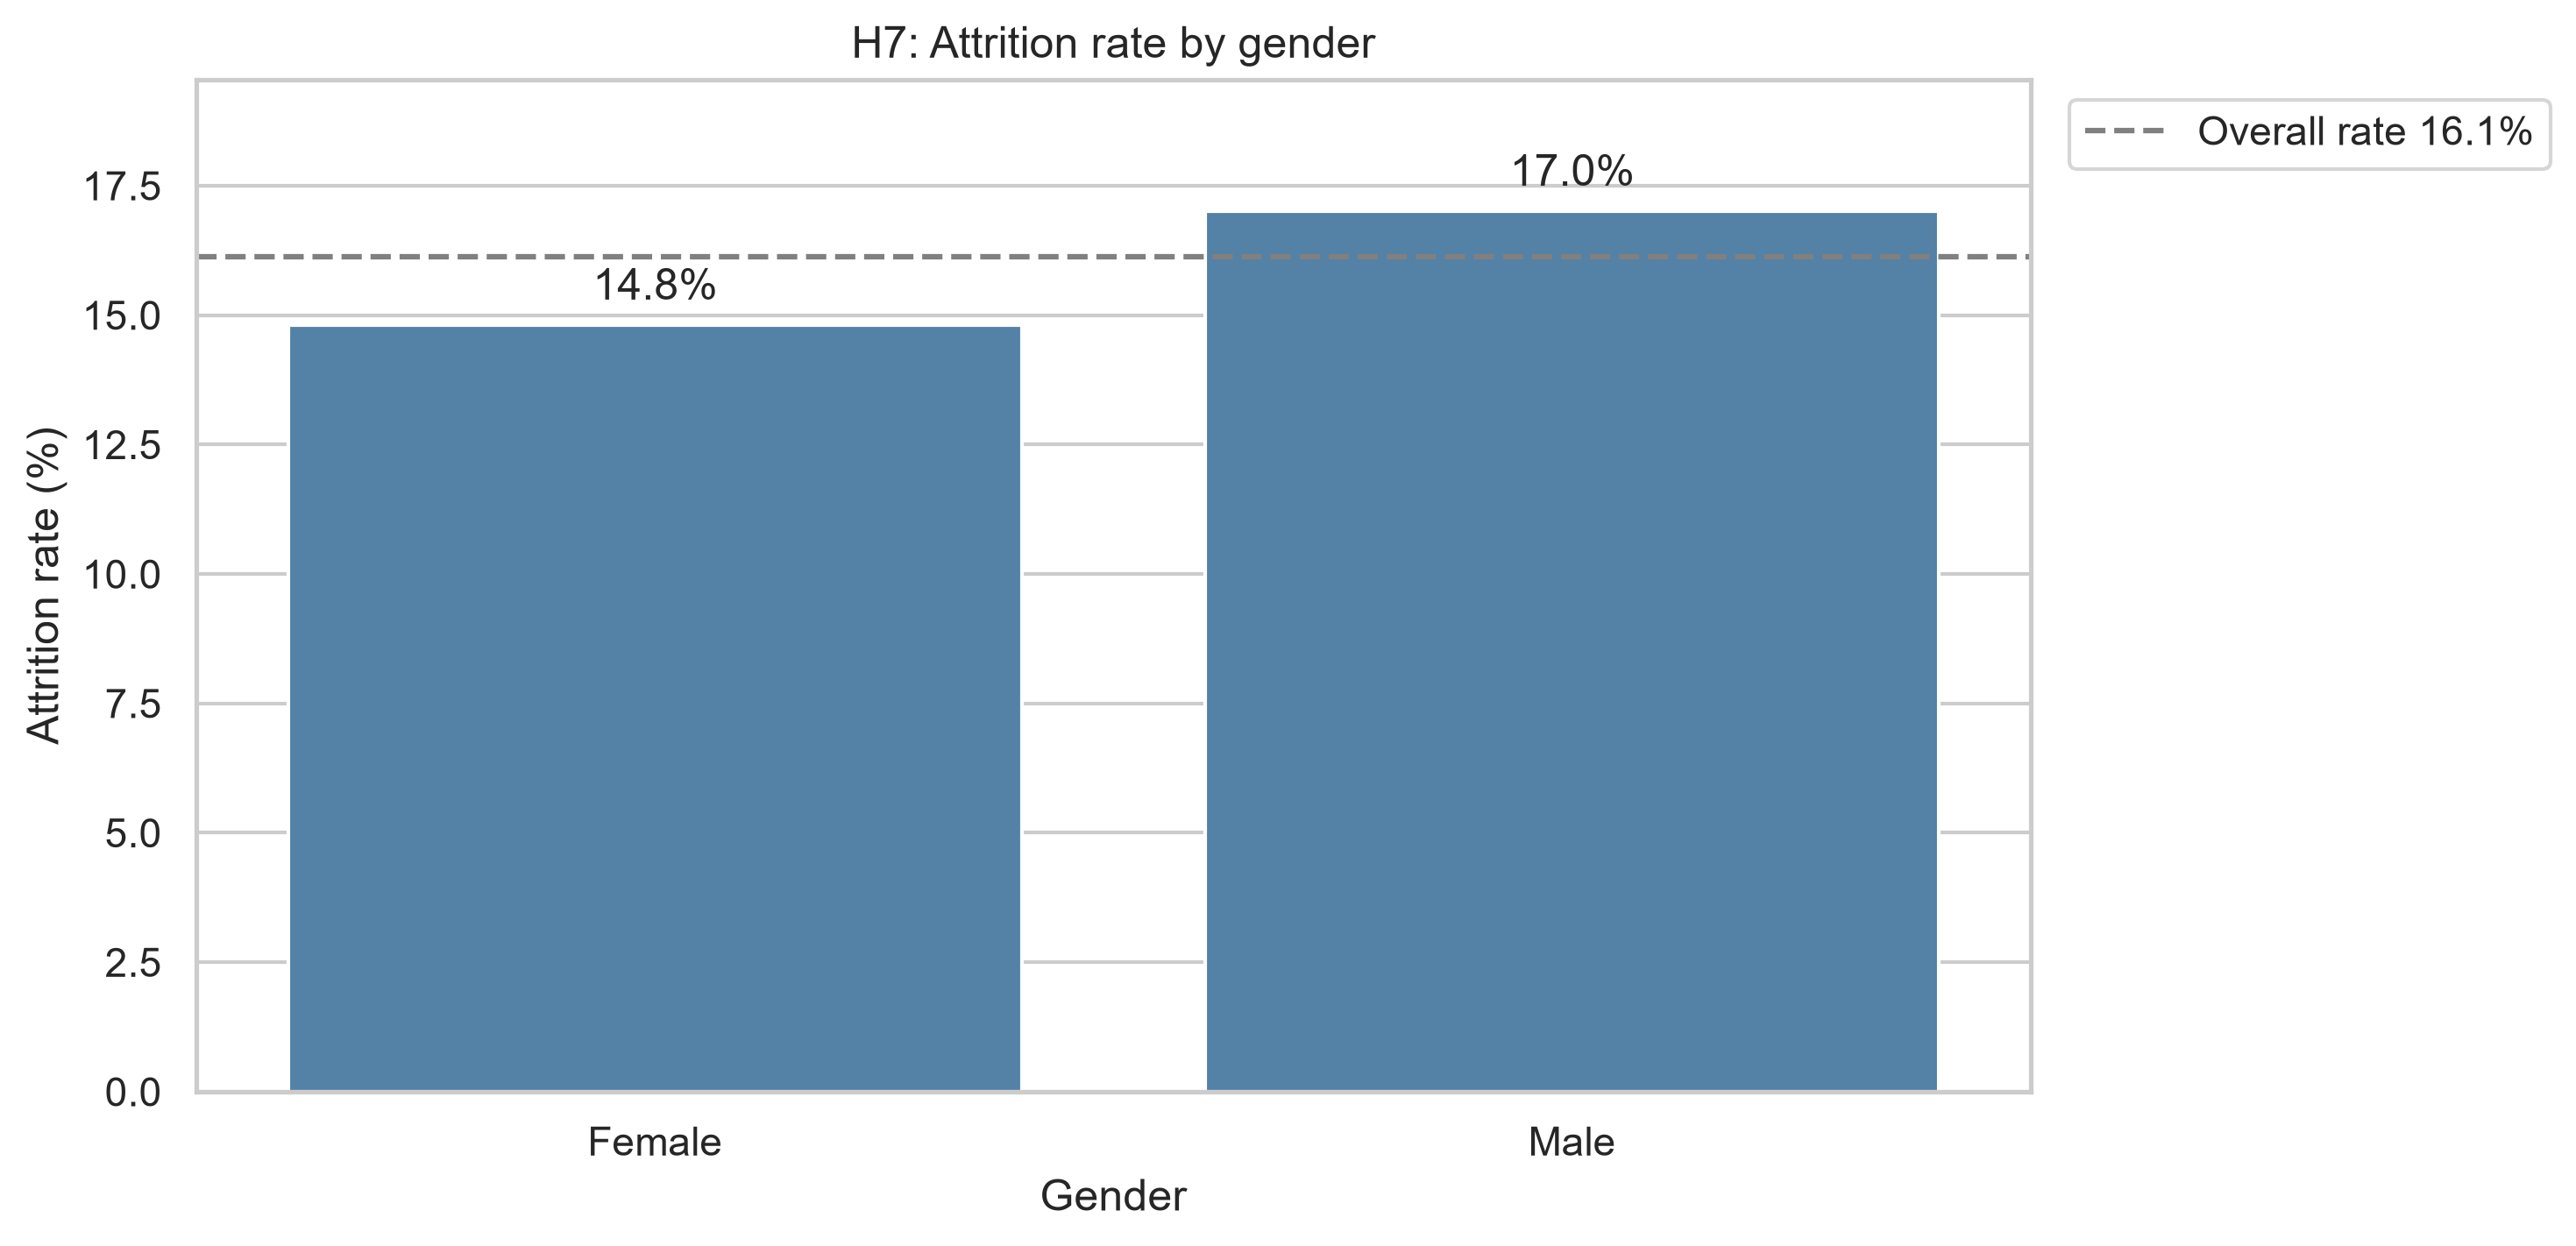 H7: Attrition rate by gender
Overall rate 16.1%
17.0%
14.8%
Attrition rate (%)
17.5
15.0
12.5
10.0
7.5
5.0
2.5
0.0
Female
Male
Gender